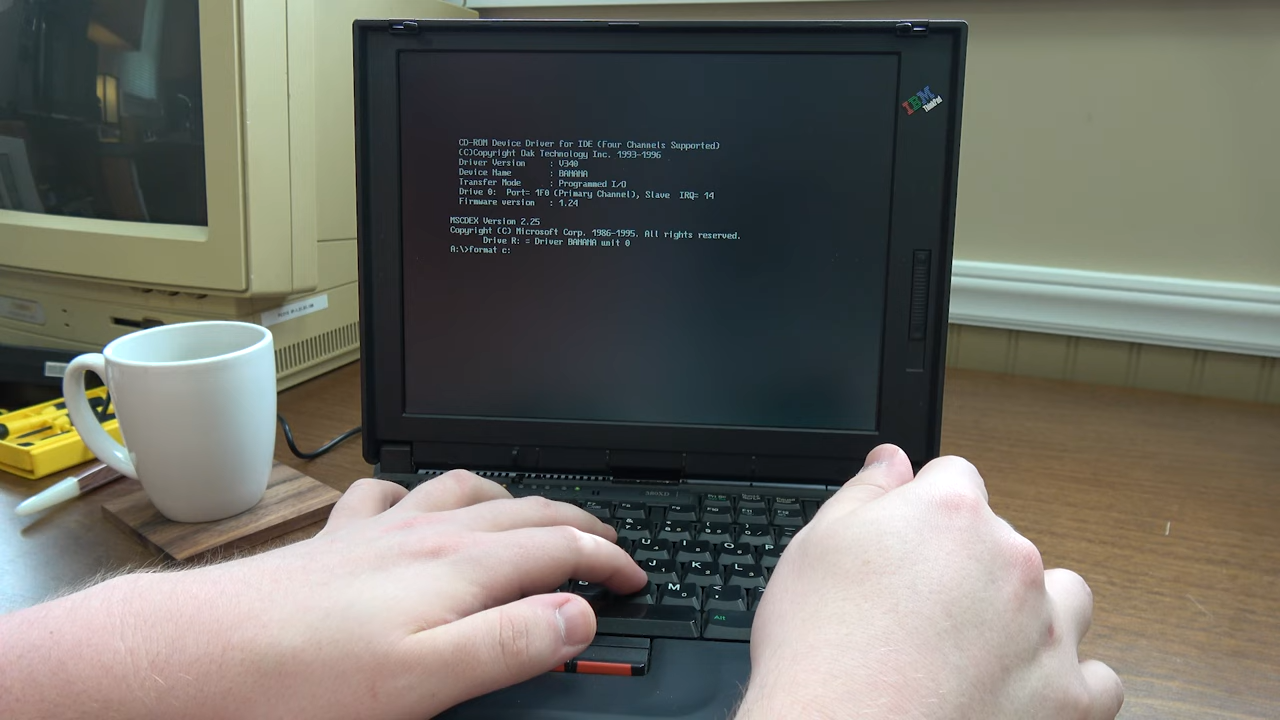 CD-ROM Device Driver for IDE (Four Channels Supported)
(C)Copyright Oak Technology Inc. 1993-1996
Driver Version : V340
Device Name : BANANA
Transfer Mode : Programmed I/O
Drive 0: Port= 1F0 (Primary Channel), Slave IRQ= 14
Firmware version : 1.24
MSCDEX Version 2.25
Copyright (C) Microsoft Corp. 1986-1995. All rights reserved.
Drive R: = Driver BANANA unit 0
A:\>format c:
IBM
ThinkPad
U I O P
J K L
M
Alt